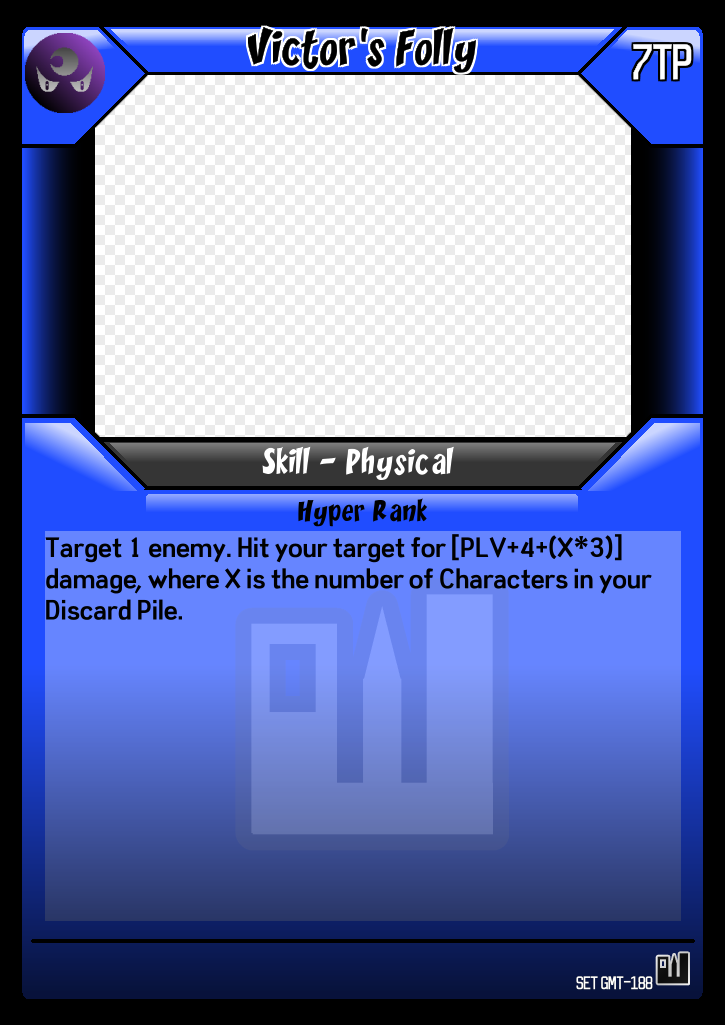 Victor's Folly
7TP
Skill - Physical
Hyper Rank
Target 1 enemy. Hit your target for [PLV+4+(X*3)]
damage, where X is the number of Characters in your
Discard Pile.
SET GMT-188